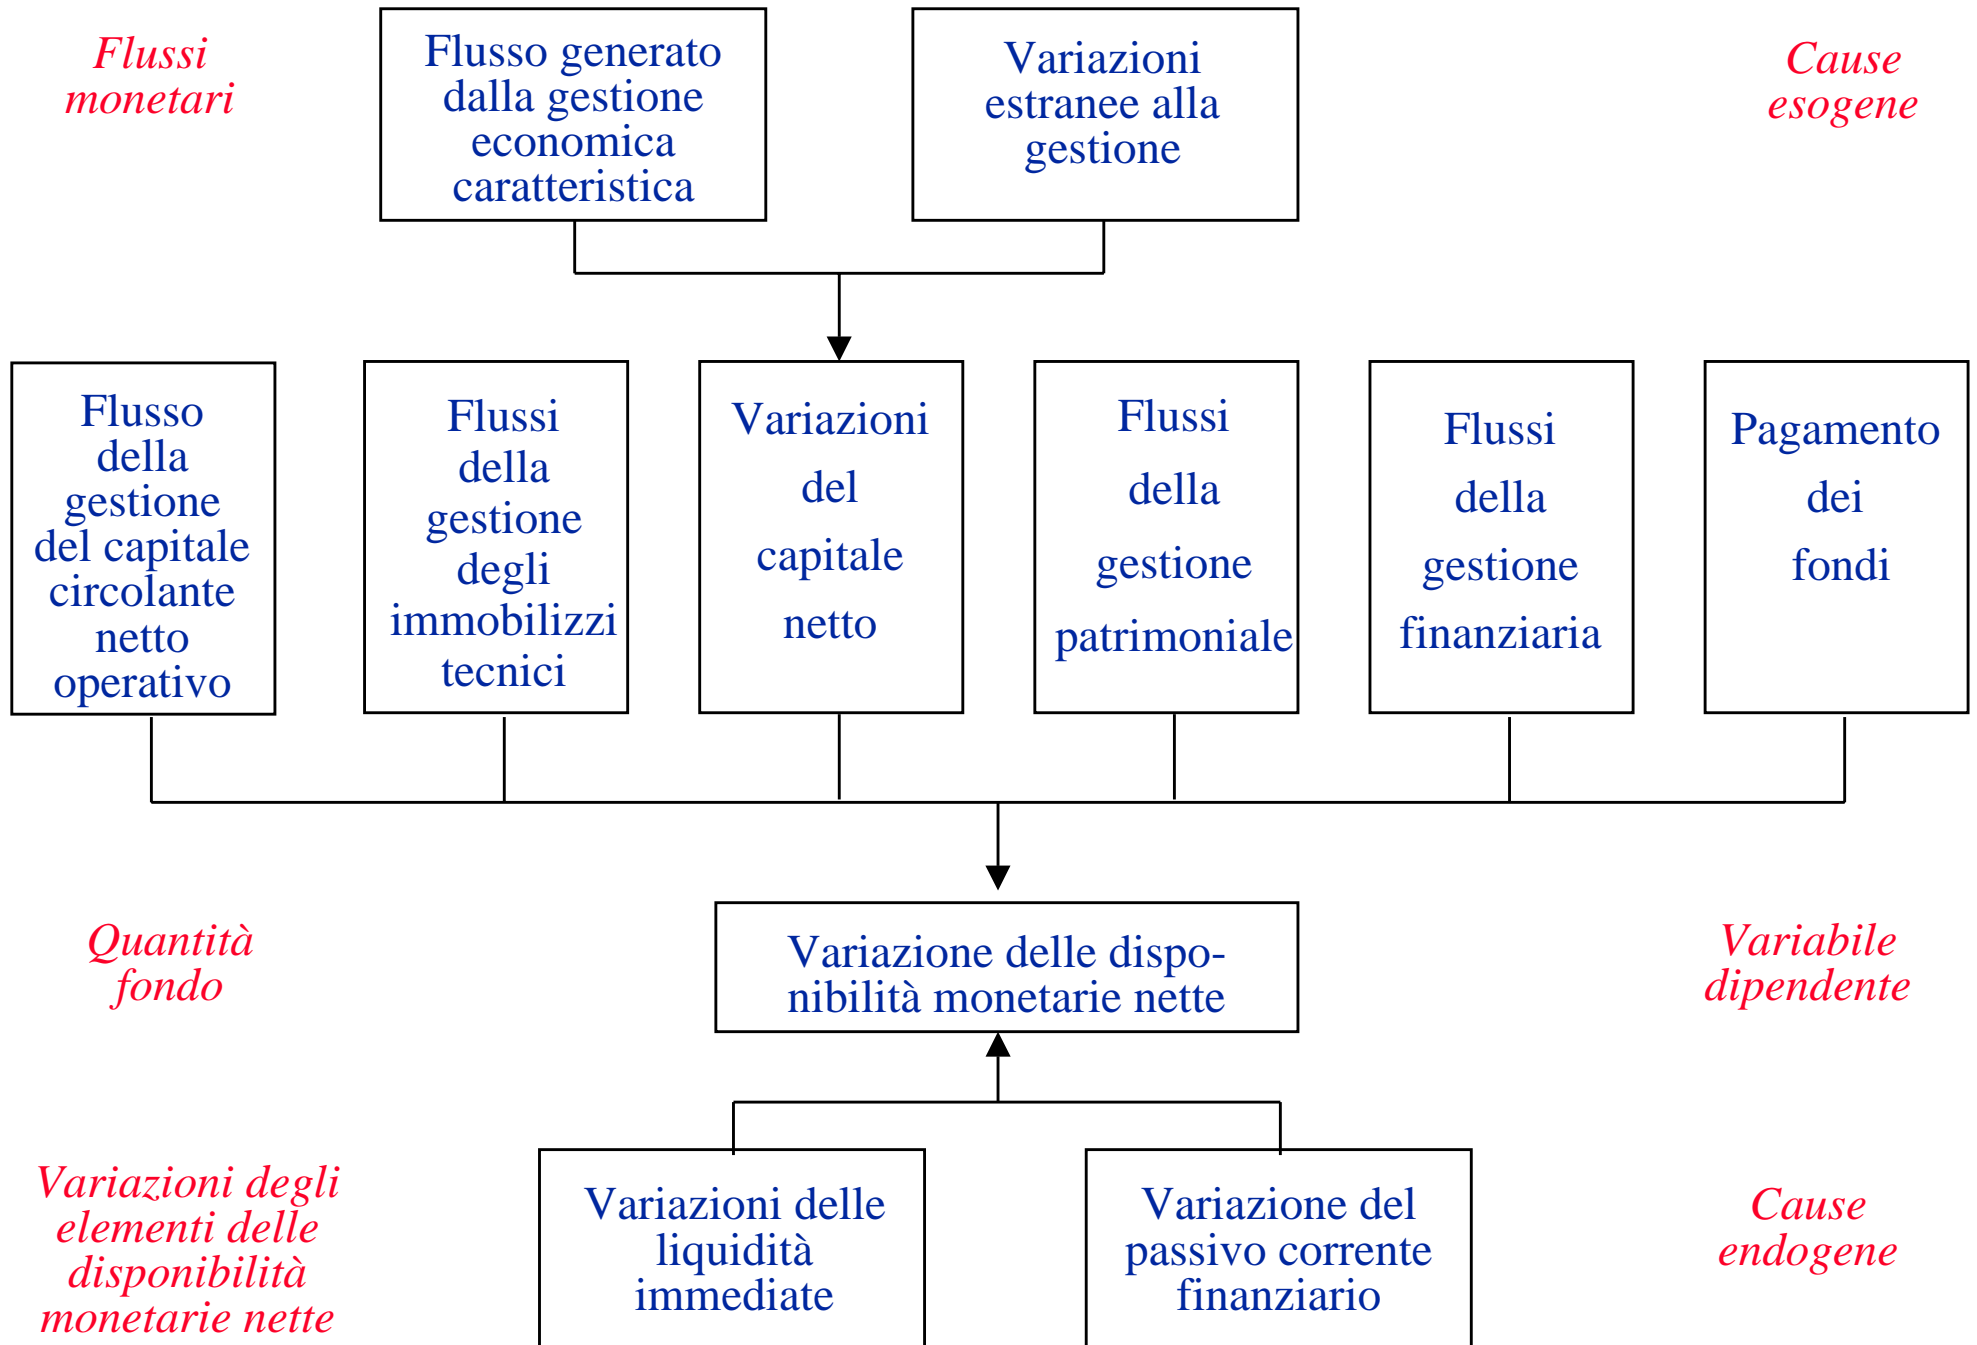 Flussi
monetari
Flusso generato
dalla gestione
economica
caratteristica
Variazioni
estranee alla
gestione
Cause
esogene
Flusso
della
gestione
del capitale
circolante
netto
operativo
Flussi
della
gestione
degli
immobilizzi
tecnici
Variazioni
del
capitale
netto
Flussi
della
gestione
patrimoniale
Flussi
della
gestione
finanziaria
Pagamento
dei
fondi
Quantità
fondo
Variazione delle dispo-
nibilità monetarie nette
Variabile
dipendente
Variazioni degli
elementi delle
disponibilità
monetarie nette
Variazioni delle
liquidità
immediate
Variazione del
passivo corrente
finanziario
Cause
endogene